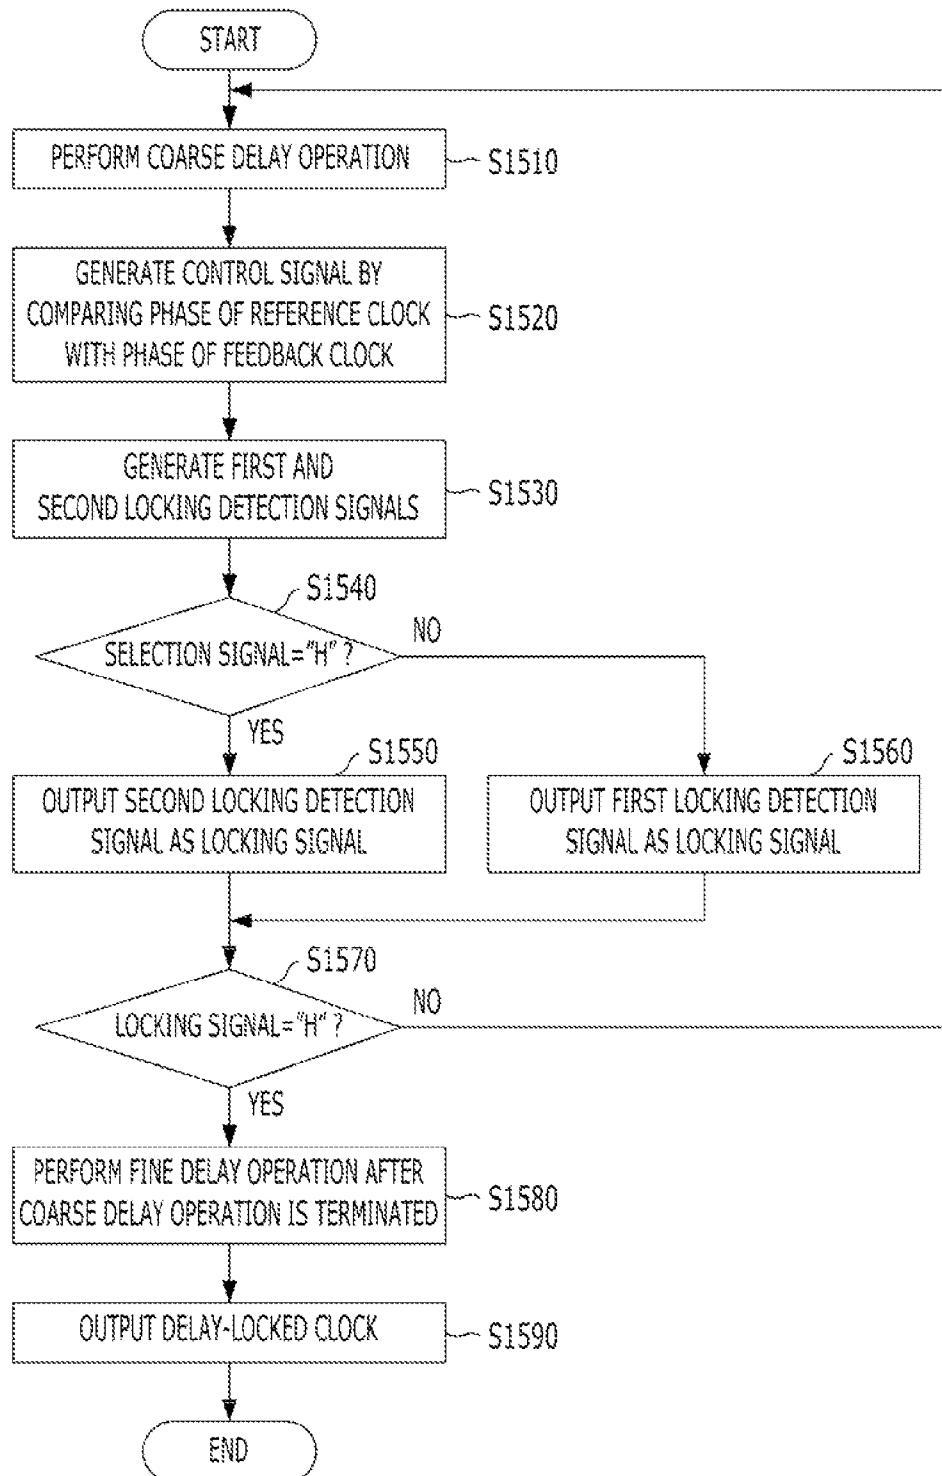 START
PERFORM COARSE DELAY OPERATION
S1510
GENERATE CONTROL SIGNAL BY
COMPARING PHASE OF REFERENCE CLOCK
WITH PHASE OF FEEDBACK CLOCK
S1520
GENERATE FIRST AND
SECOND LOCKING DETECTION SIGNALS
S1530
S1540
SELECTION SIGNAL="H" ?
NO
YES
S1550
OUTPUT SECOND LOCKING DETECTION
SIGNAL AS LOCKING SIGNAL
S1560
OUTPUT FIRST LOCKING DETECTION
SIGNAL AS LOCKING SIGNAL
S1570
LOCKING SIGNAL="H" ?
NO
YES
PERFORM FINE DELAY OPERATION AFTER
COARSE DELAY OPERATION IS TERMINATED
S1580
OUTPUT DELAY-LOCKED CLOCK
S1590
END